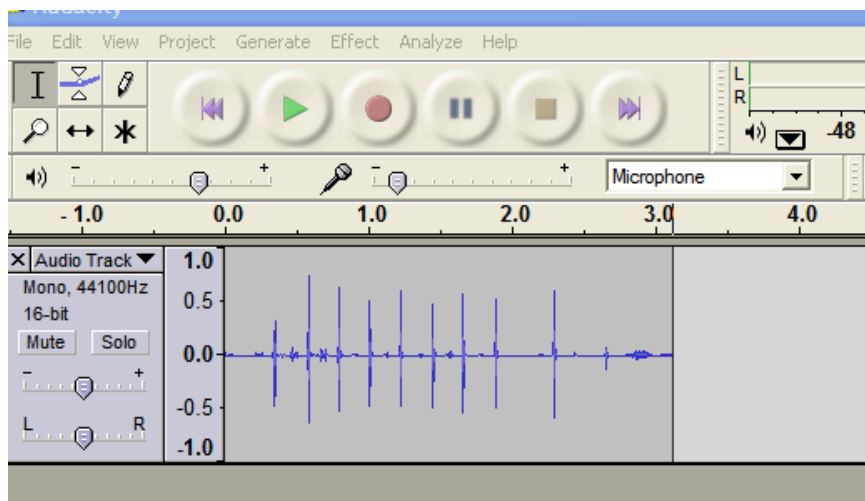 Audacity
File Edit View Project Generate Effect Analyze Help
L
R
-48
- +
- +
Microphone
- 1.0 0.0 1.0 2.0 3.0 4.0
X Audio Track
Mono, 44100Hz
16-bit
Mute Solo
- +
L R
1.0
0.5
0.0
-0.5
-1.0